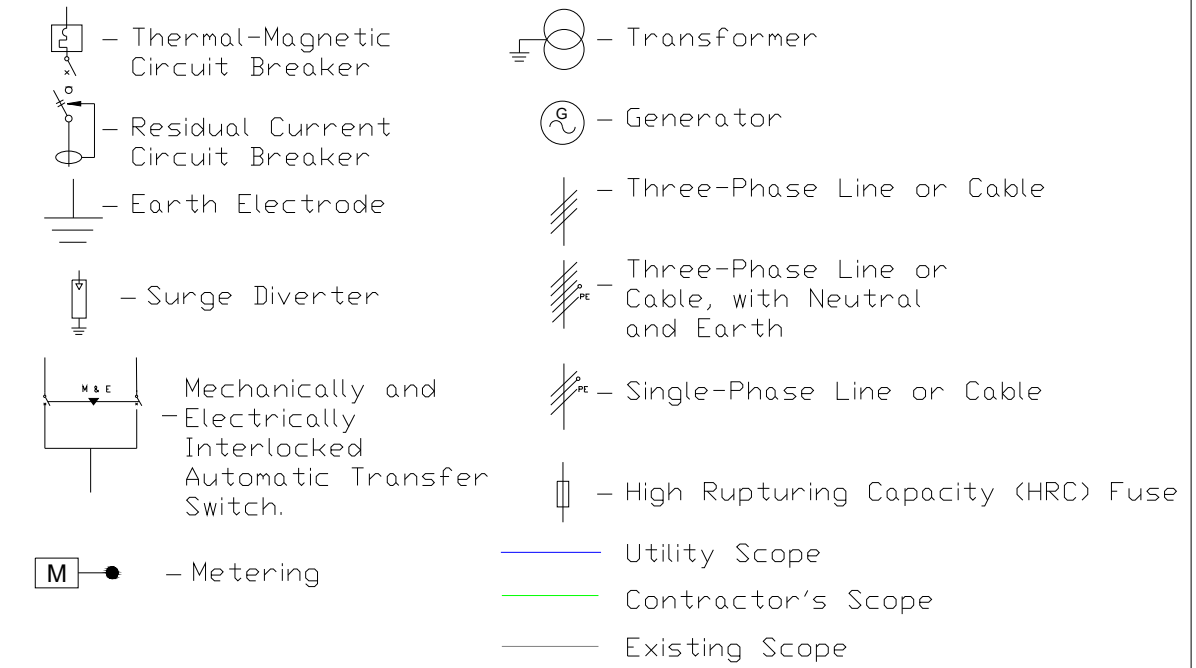 – Thermal-Magnetic
Circuit Breaker
– Residual Current
Circuit Breaker
– Earth Electrode
– Surge Diverter
M & E
Mechanically and
– Electrically
Interlocked
Automatic Transfer
Switch.
M
– Metering
– Transformer
G
– Generator
– Three-Phase Line or Cable
Three-Phase Line or
– Cable, with Neutral
and Earth
PE
PE
– Single-Phase Line or Cable
– High Rupturing Capacity (HRC) Fuse
Utility Scope
Contractor's Scope
Existing Scope